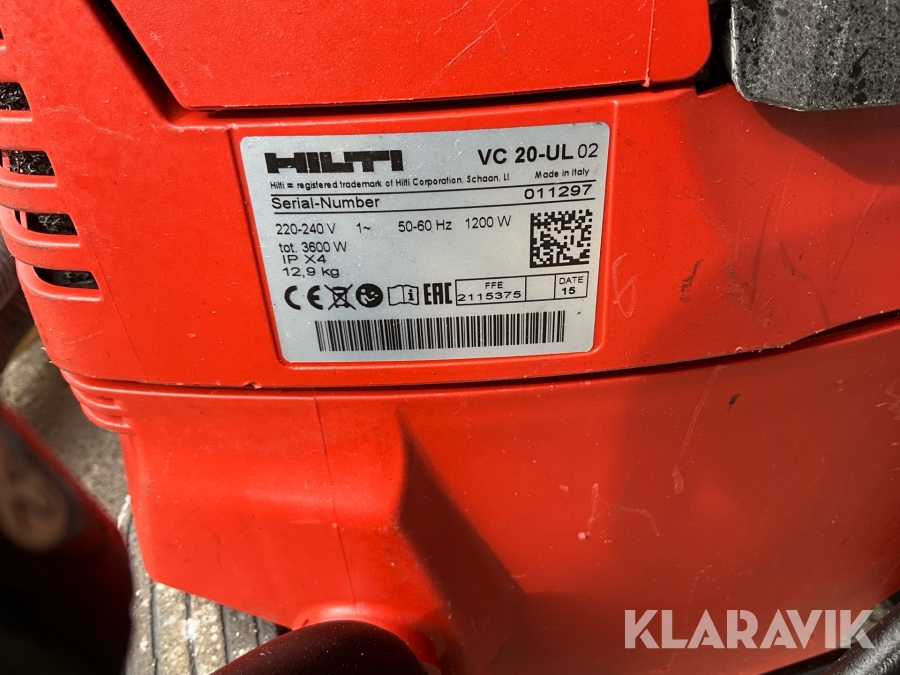 HILTI VC 20-UL 02
Hilti = registered trademark of Hilti Corporation, Schaan, LI Made in Italy
Serial-Number 011297
220-240 V 1~ 50-60 Hz 1200 W
tot. 3600 W
IP X4
12,9 kg
CE EAC FFE DATE
2115375 15
KLARAVIK